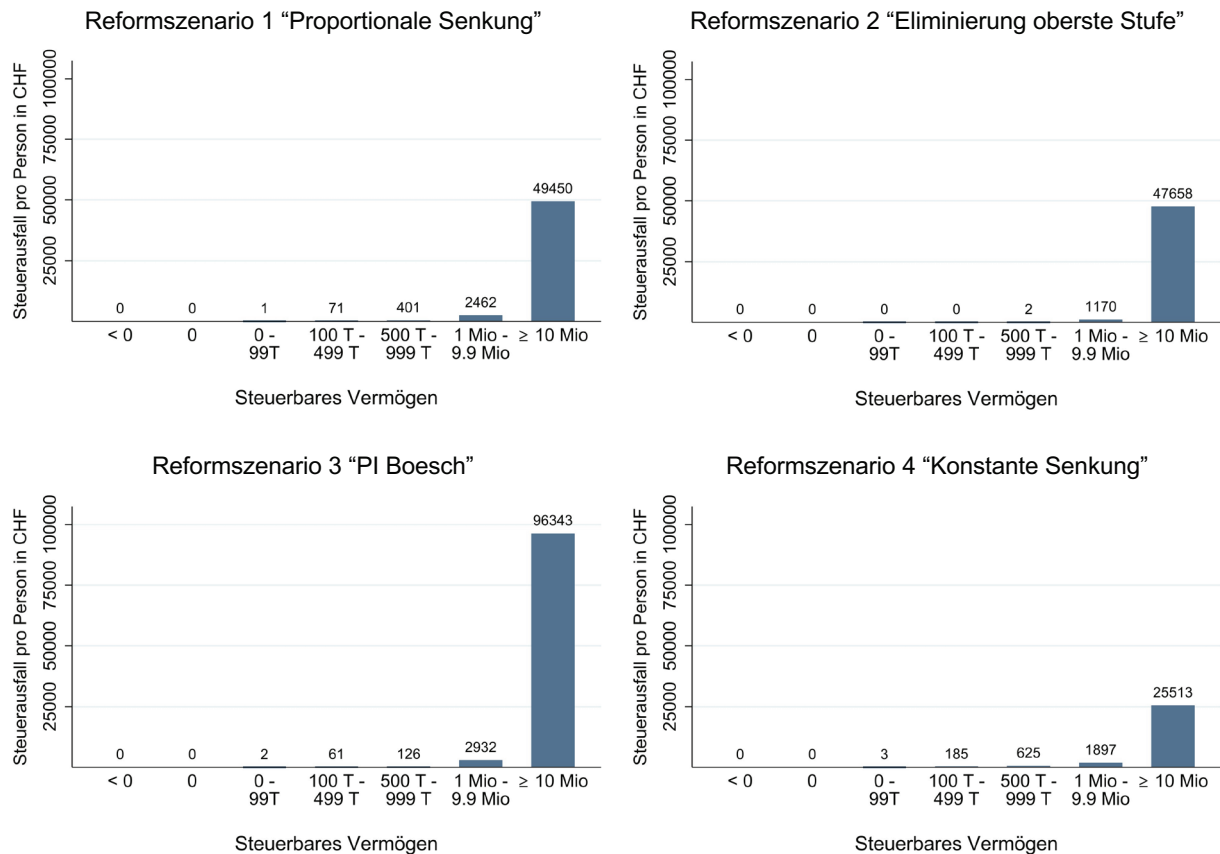 Reformszenario 1 “Proportionale Senkung”
Steuerausfall pro Person in CHF
100000
75000
50000
25000
0
0
1
71
401
2462
49450
< 0
0
0 -
99T
100 T -
499 T
500 T -
999 T
1 Mio -
9.9 Mio
≥ 10 Mio
Steuerbares Vermögen
Reformszenario 2 “Eliminierung oberste Stufe”
Steuerausfall pro Person in CHF
100000
75000
50000
25000
0
0
0
0
2
1170
47658
< 0
0
0 -
99T
100 T -
499 T
500 T -
999 T
1 Mio -
9.9 Mio
≥ 10 Mio
Steuerbares Vermögen
Reformszenario 3 “PI Boesch”
Steuerausfall pro Person in CHF
100000
75000
50000
25000
0
0
2
61
126
2932
96343
< 0
0
0 -
99T
100 T -
499 T
500 T -
999 T
1 Mio -
9.9 Mio
≥ 10 Mio
Steuerbares Vermögen
Reformszenario 4 “Konstante Senkung”
Steuerausfall pro Person in CHF
100000
75000
50000
25000
0
0
3
185
625
1897
25513
< 0
0
0 -
99T
100 T -
499 T
500 T -
999 T
1 Mio -
9.9 Mio
≥ 10 Mio
Steuerbares Vermögen